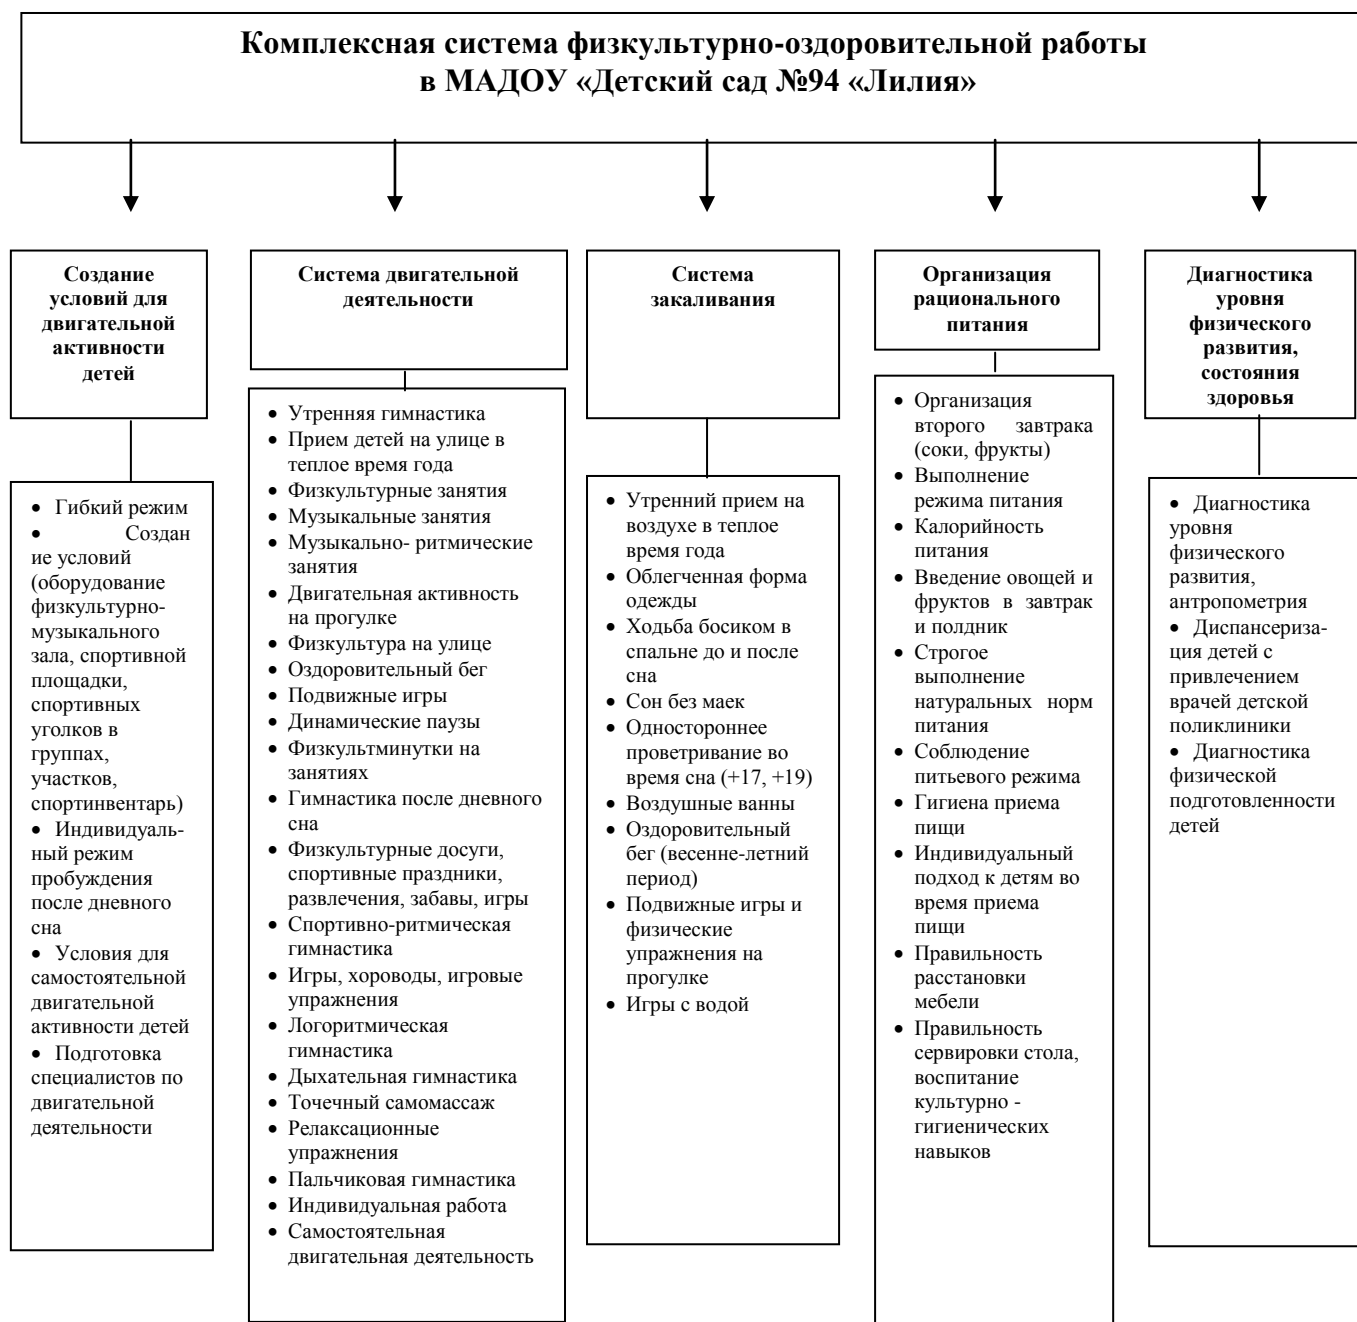 Комплексная система физкультурно-оздоровительной работы
в МАДОУ «Детский сад №94 «Лилия»
Создание
условий для
двигательной
активности
детей
• Гибкий режим
• Создан
ие условий
(оборудование
физкультурно-
музыкального
зала, спортивной
площадки,
спортивных
уголков в
группах,
участков,
спортинвентарь)
• Индивидуаль-
ный режим
пробуждения
после дневного
сна
• Условия для
самостоятельной
двигательной
активности детей
• Подготовка
специалистов по
двигательной
деятельности
Система двигательной
деятельности
• Утренняя гимнастика
• Прием детей на улице в
теплое время года
• Физкультурные занятия
• Музыкальные занятия
• Музыкально- ритмические
занятия
• Двигательная активность
на прогулке
• Физкультура на улице
• Оздоровительный бег
• Подвижные игры
• Динамические паузы
• Физкультминутки на
занятиях
• Гимнастика после дневного
сна
• Физкультурные досуги,
спортивные праздники,
развлечения, забавы, игры
• Спортивно-ритмическая
гимнастика
• Игры, хороводы, игровые
упражнения
• Логоритмическая
гимнастика
• Дыхательная гимнастика
• Точечный самомассаж
• Релаксационные
упражнения
• Пальчиковая гимнастика
• Индивидуальная работа
• Самостоятельная
двигательная деятельность
Система
закаливания
• Утренний прием на
воздухе в теплое
время года
• Облегченная форма
одежды
• Ходьба босиком в
спальне до и после
сна
• Сон без маек
• Одностороннее
проветривание во
время сна (+17, +19)
• Воздушные ванны
• Оздоровительный
бег (весенне-летний
период)
• Подвижные игры и
физические
упражнения на
прогулке
• Игры с водой
Организация
рационального
питания
• Организация
второго завтрака
(соки, фрукты)
• Выполнение
режима питания
• Калорийность
питания
• Введение овощей и
фруктов в завтрак
и полдник
• Строгое
выполнение
натуральных норм
питания
• Соблюдение
питьевого режима
• Гигиена приема
пищи
• Индивидуальный
подход к детям во
время приема
пищи
• Правильность
расстановки
мебели
• Правильность
сервировки стола,
воспитание
культурно -
гигиенических
навыков
Диагностика
уровня
физического
развития,
состояния
здоровья
• Диагностика
уровня
физического
развития,
антропометрия
• Диспансериза-
ция детей с
привлечением
врачей детской
поликлиники
• Диагностика
физической
подготовленности
детей